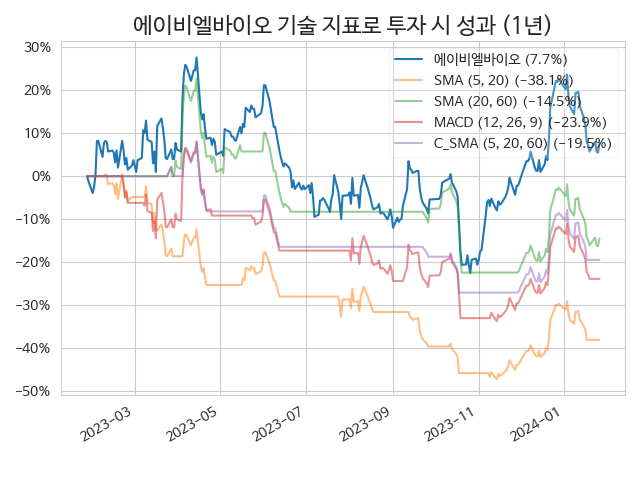 에이비엘바이오 기술 지표로 투자 시 성과 (1년)
30%
20%
10%
0%
−10%
−20%
−30%
−40%
−50%
에이비엘바이오 (7.7%)
SMA (5, 20) (−38.1%)
SMA (20, 60) (−14.5%)
MACD (12, 26, 9) (−23.9%)
C_SMA (5, 20, 60) (−19.5%)
2023−03
2023−05
2023−07
2023−09
2023−11
2024−01